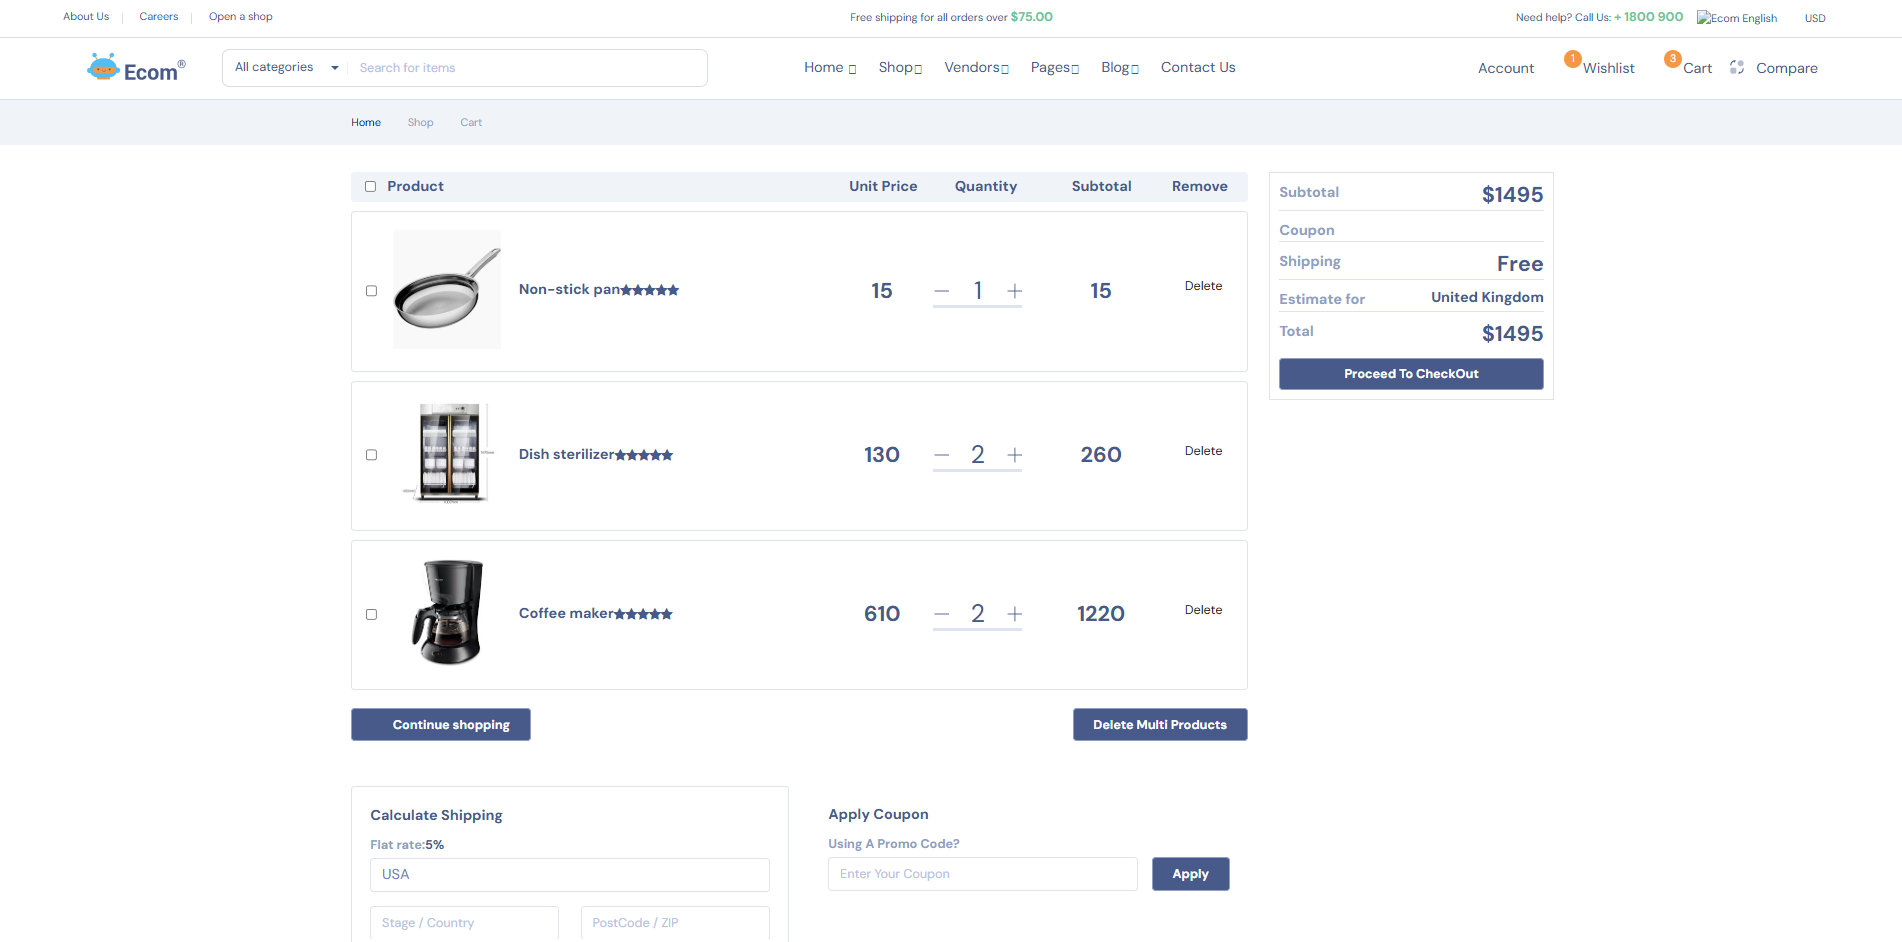 About Us
Careers
Open a shop
Free shipping for all orders over $75.00
Need help? Call Us: + 1800 900
Ecom English
USD
Ecom®
All categories
Search for items
Home
Shop
Vendors
Pages
Blog
Contact Us
Account
1
Wishlist
3
Cart
Compare
Home
Shop
Cart
Product
Unit Price
Quantity
Subtotal
Remove
Non-stick pan★★★★★
15
— 1 +
15
Delete
Dish sterilizer★★★★★
130
— 2 +
260
Delete
Coffee maker★★★★★
610
— 2 +
1220
Delete
Subtotal
$1495
Coupon
Shipping
Free
Estimate for
United Kingdom
Total
$1495
Proceed To CheckOut
Continue shopping
Delete Multi Products
Calculate Shipping
Flat rate:5%
USA
Stage / Country
PostCode / ZIP
Apply Coupon
Using A Promo Code?
Enter Your Coupon
Apply